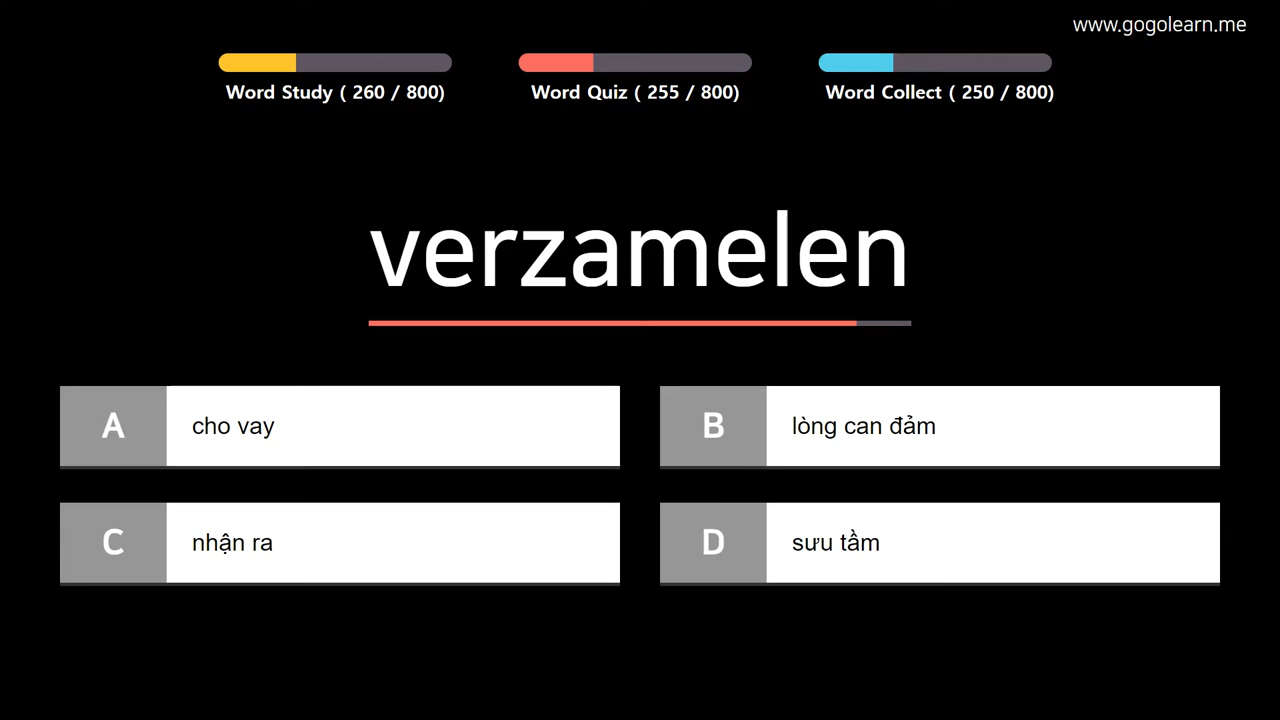 www.gogolearn.me
Word Study ( 260 / 800)
Word Quiz ( 255 / 800)
Word Collect ( 250 / 800)
verzamelen
A cho vay
B lòng can đảm
C nhận ra
D sưu tầm